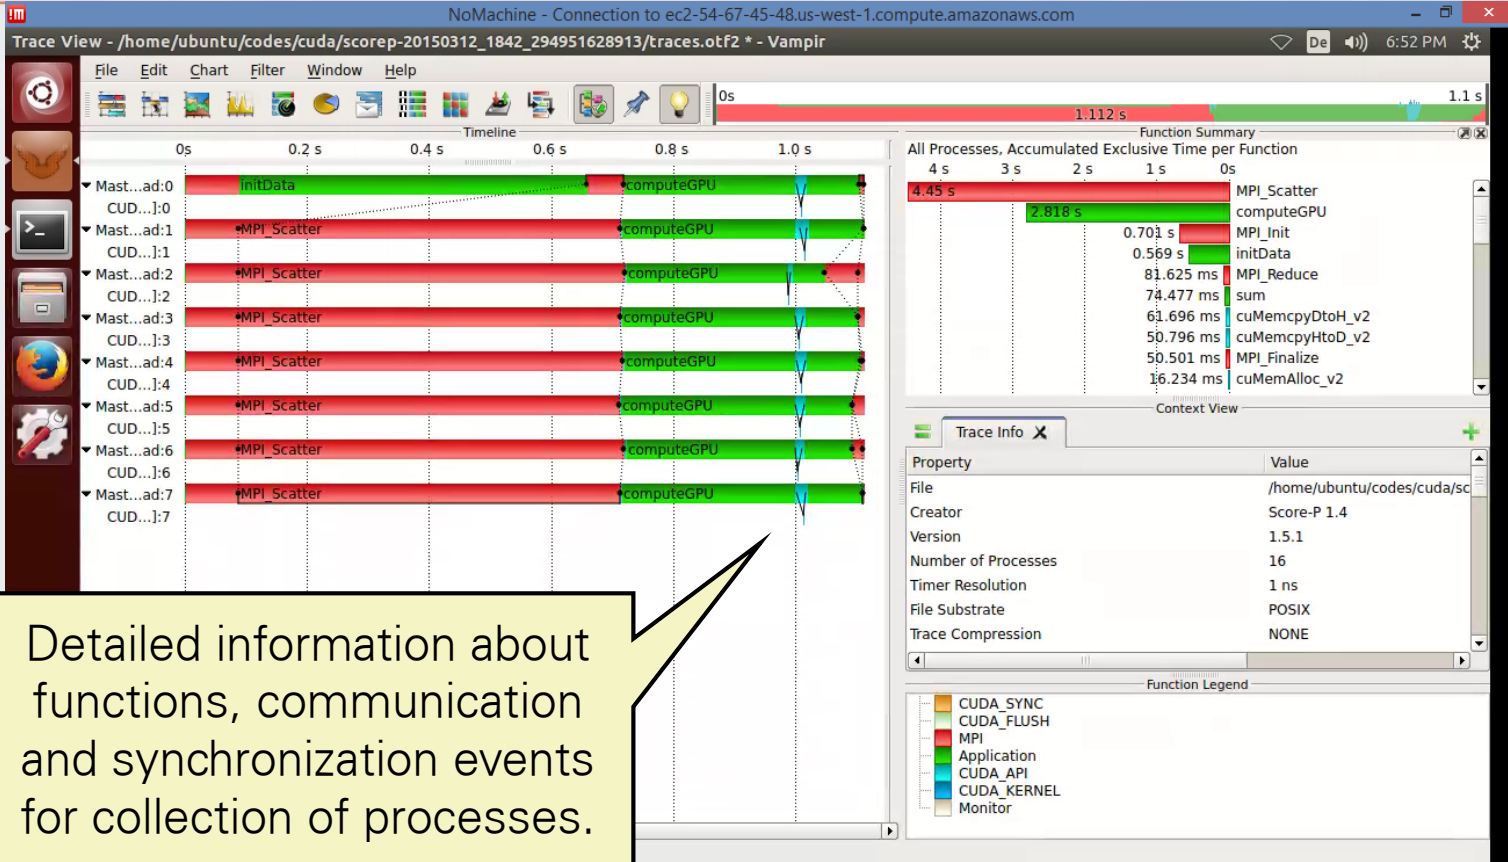 !M
NoMachine - Connection to ec2-54-67-45-48.us-west-1.compute.amazonaws.com
Trace View - /home/ubuntu/codes/cuda/scorep-20150312_1842_294951628913/traces.otf2 * - Vampir
De
6:52 PM
File Edit Chart Filter Window Help
0s
1.1 s
1.112 s
Timeline
0s 0.2 s 0.4 s 0.6 s 0.8 s 1.0 s
Mast...ad:0 initData computeGPU
CUD...]:0
Mast...ad:1 MPI_Scatter computeGPU
CUD...]:1
Mast...ad:2 MPI_Scatter computeGPU
CUD...]:2
Mast...ad:3 MPI_Scatter computeGPU
CUD...]:3
Mast...ad:4 MPI_Scatter computeGPU
CUD...]:4
Mast...ad:5 MPI_Scatter computeGPU
CUD...]:5
Mast...ad:6 MPI_Scatter computeGPU
CUD...]:6
Mast...ad:7 MPI_Scatter computeGPU
CUD...]:7
Function Summary
All Processes, Accumulated Exclusive Time per Function
4 s 3 s 2 s 1 s 0s
4.45 s MPI_Scatter
2.818 s computeGPU
0.701 s MPI_Init
0.569 s initData
81.625 ms MPI_Reduce
74.477 ms sum
61.696 ms cuMemcpyDtoH_v2
50.796 ms cuMemcpyHtoD_v2
50.501 ms MPI_Finalize
16.234 ms cuMemAlloc_v2
Context View
Trace Info X
Property Value
File /home/ubuntu/codes/cuda/sc
Creator Score-P 1.4
Version 1.5.1
Number of Processes 16
Timer Resolution 1 ns
File Substrate POSIX
Trace Compression NONE
Function Legend
CUDA_SYNC
CUDA_FLUSH
MPI
Application
CUDA_API
CUDA_KERNEL
Monitor
Detailed information about
functions, communication
and synchronization events
for collection of processes.